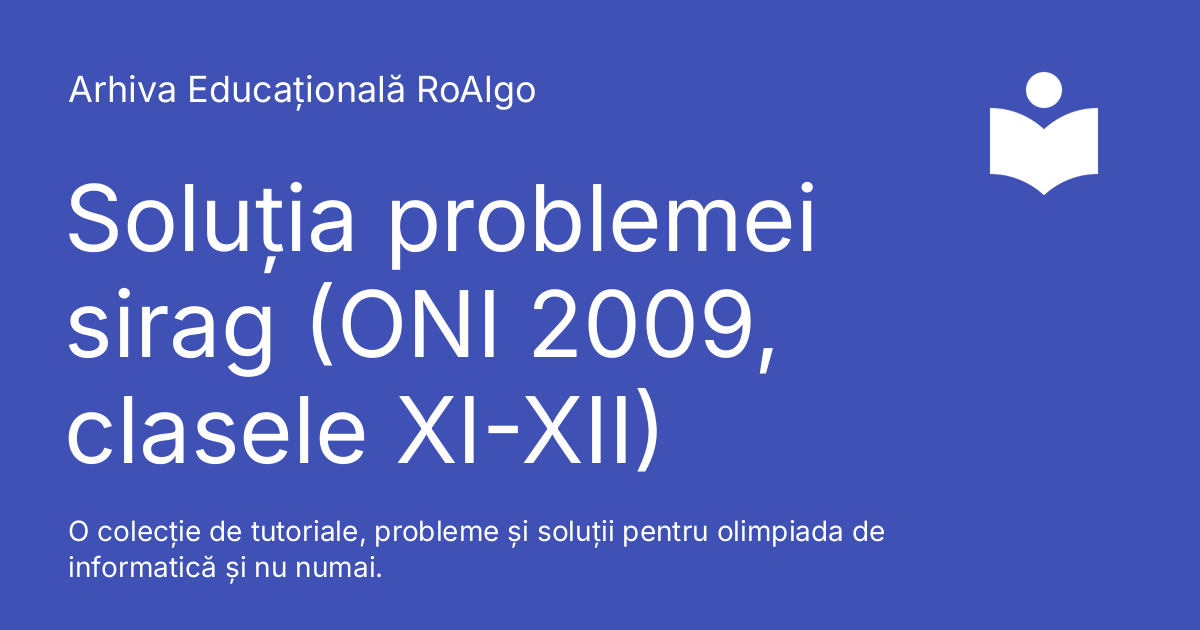 Arhiva Educațională RoAlgo
Soluția problemei
sirag (ONI 2009,
clasele XI-XII)
O colecție de tutoriale, probleme și soluții pentru olimpiada de
informatică și nu numai.